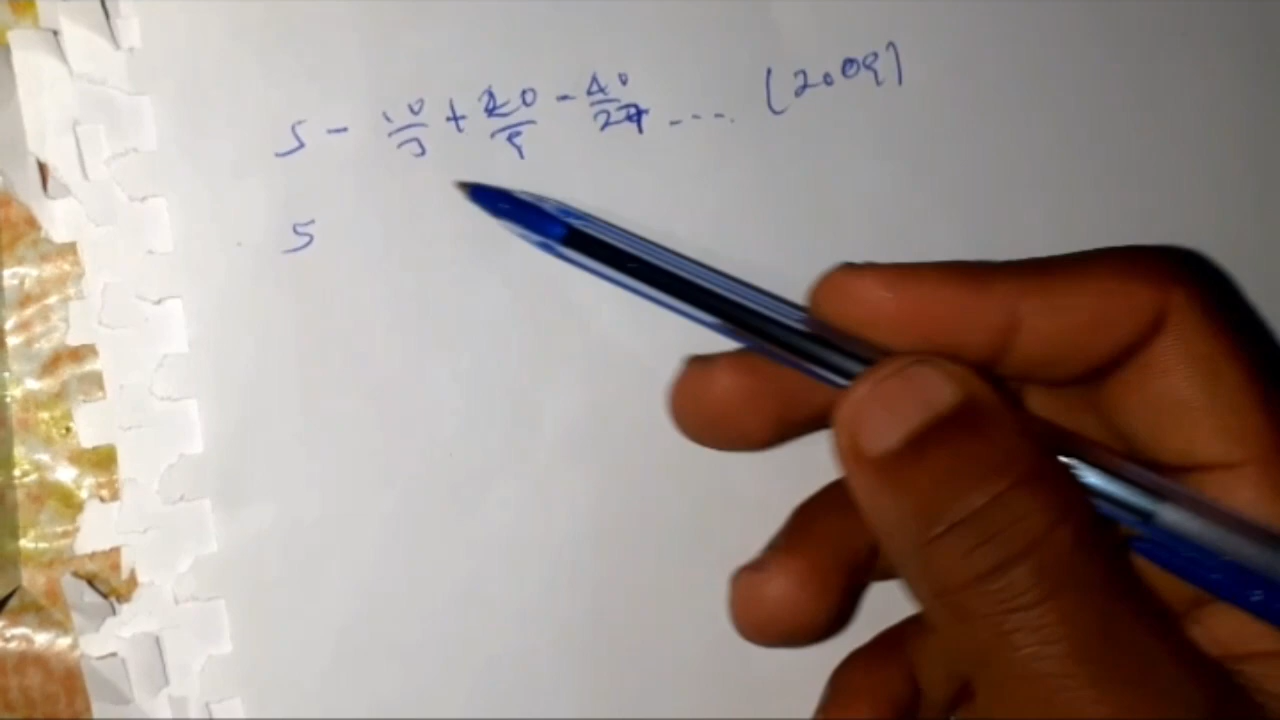 5 - 10/3 + 20/9 - 40/27 .... (2009)
5